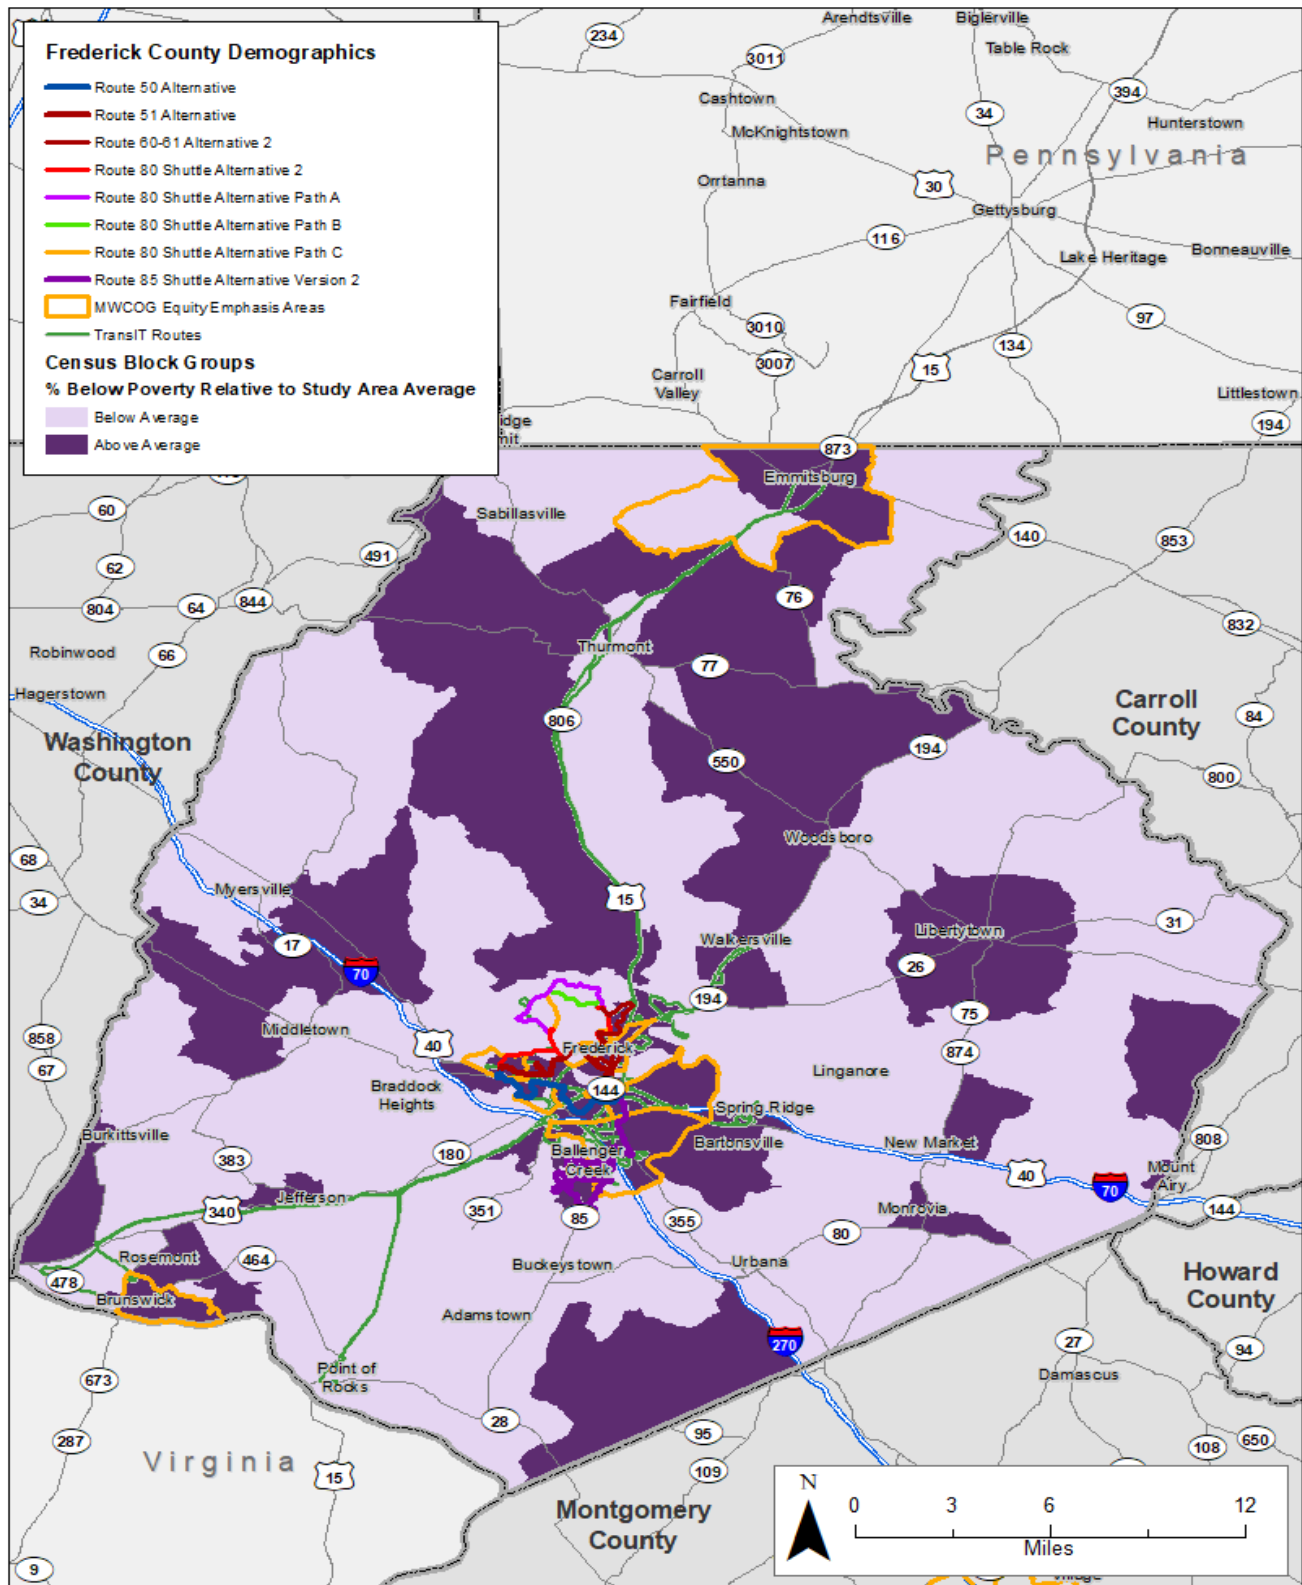 Frederick County Demographics
Route 50 Alternative
Route 51 Alternative
Route 60-61 Alternative 2
Route 80 Shuttle Alternative 2
Route 80 Shuttle Alternative Path A
Route 80 Shuttle Alternative Path B
Route 80 Shuttle Alternative Path C
Route 85 Shuttle Alternative Version 2
MWCOG Equity Emphasis Areas
TransIT Routes
Census Block Groups
% Below Poverty Relative to Study Area Average
Below Average
Above Average
Arendtsville
Biglerville
234
Table Rock
3011
394
Cashtown
34
Hunterstown
McKnightstown
Pennsylvania
Orrtanna
30
Gettysburg
116
Bonneauville
Lake Heritage
Fairfield
97
3010
134
3007
15
Carroll
Valley
Littlestown
194
873
Emmitsburg
60
Sabillasville
140
853
491
62
76
844
64
804
832
Thurmont
Robinwood
66
77
Hagerstown
Carroll
County
806
84
Washington
County
194
550
800
Woodsboro
68
Myersville
15
34
31
Libertytown
Walkersville
17
26
70
194
75
Middletown
858
40
Frederick
874
67
Linganore
Braddock
Heights
144
Spring Ridge
Burkittsville
808
Bartonsville
New Market
180
383
Ballenger
Creek
Mount
Airy
40
70
Jefferson
340
351
85
355
Monrovia
144
80
Rosemont
464
Buckeystown
Urbana
478
Howard
County
Brunswick
Adamstown
270
27
94
Point of
Rocks
673
Damascus
28
95
287
650
108
Virginia
15
109
Montgomery
County
N
0 3 6 12
Miles
9